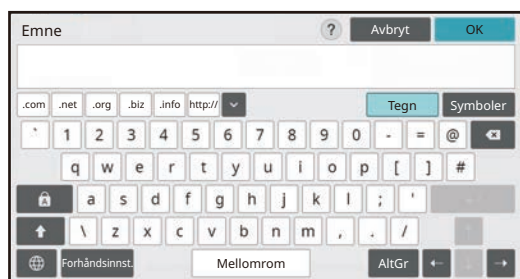 Emne ? Avbryt OK
.com .net .org .biz .info http:// Tegn Symboler
` 1 2 3 4 5 6 7 8 9 0 - = @
q w e r t y u i o p [ ] #
A a s d f g h j k l ; '
\ z x c v b n m , . /
Forhåndsinnst. Mellomrom AltGr ← →